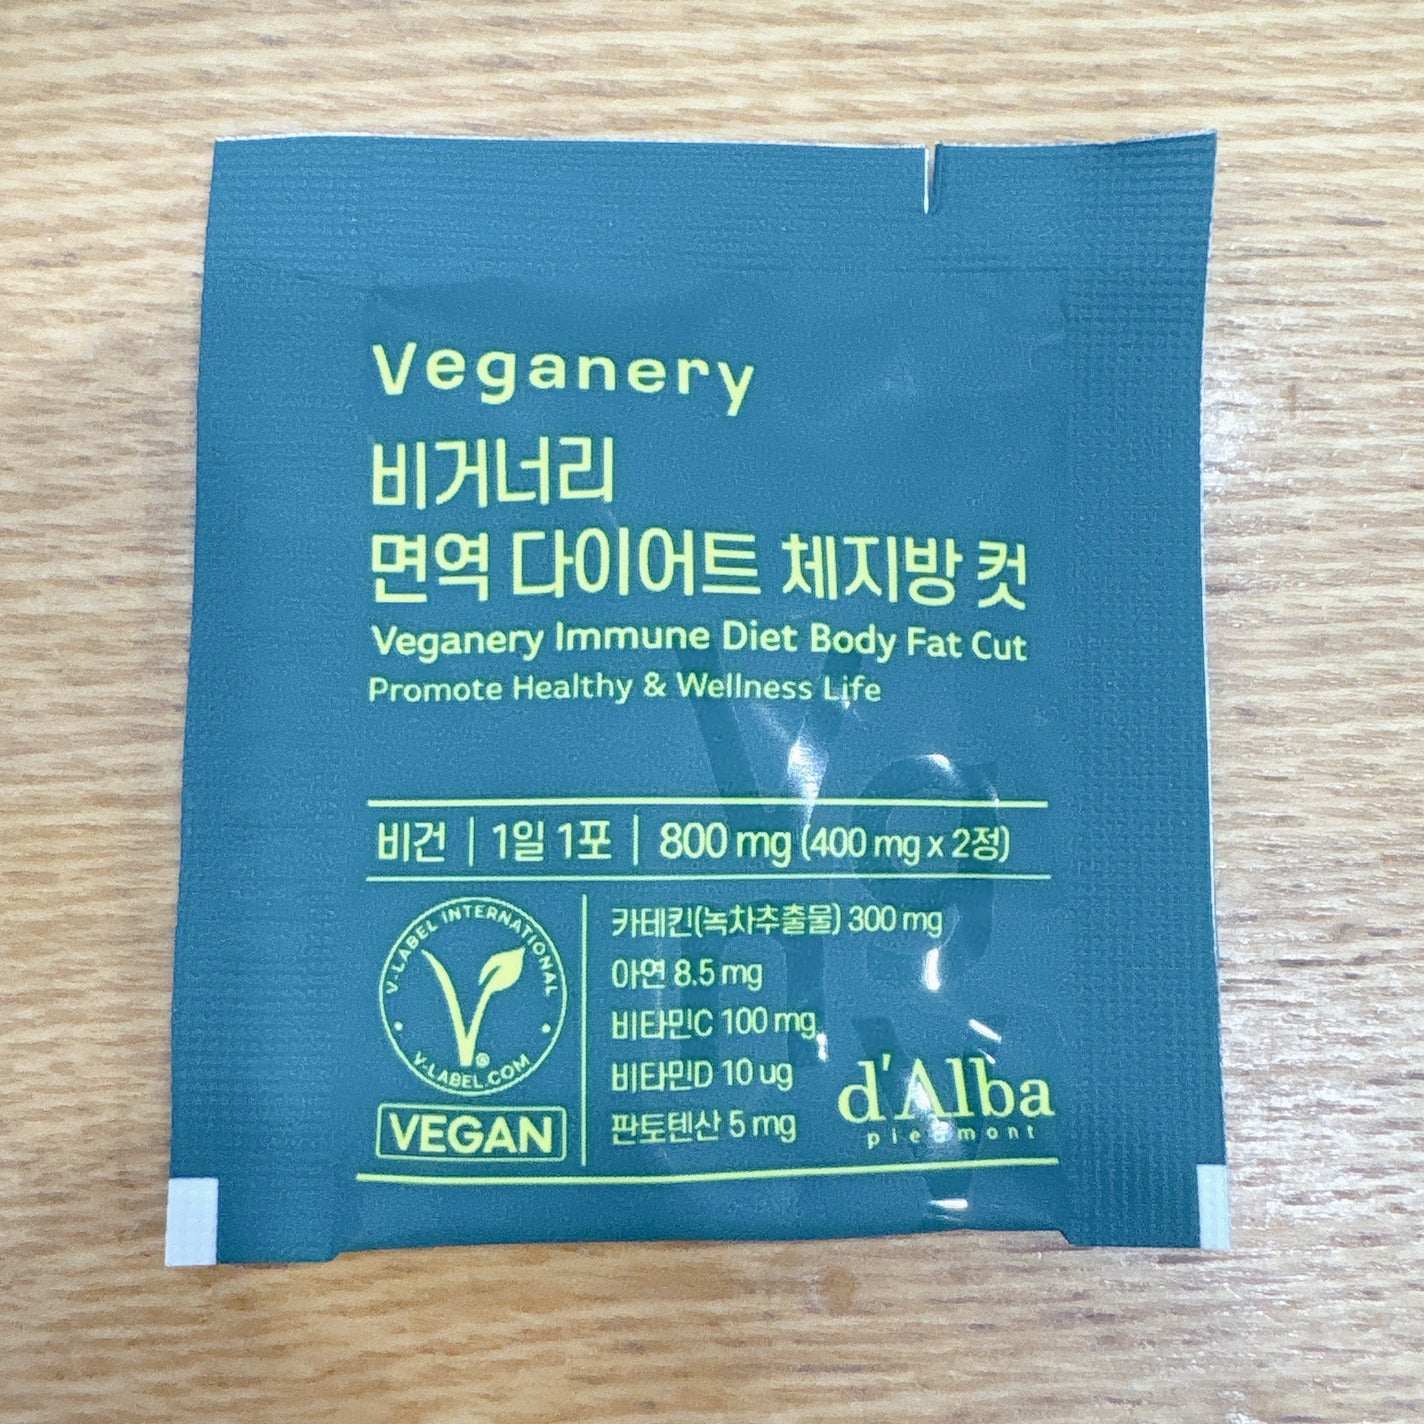 Veganery
비거너리
면역 다이어트 체지방 컷
Veganery Immune Diet Body Fat Cut
Promote Healthy & Wellness Life
비건 | 1일 1포 | 800 mg (400 mg x 2정)
V-LABEL INTERNATIONAL
V-LABEL.COM
®
VEGAN
카테킨(녹차추출물) 300 mg
아연 8.5 mg
비타민C 100 mg
비타민D 10 ug
판토텐산 5 mg
d'Alba
piedmont